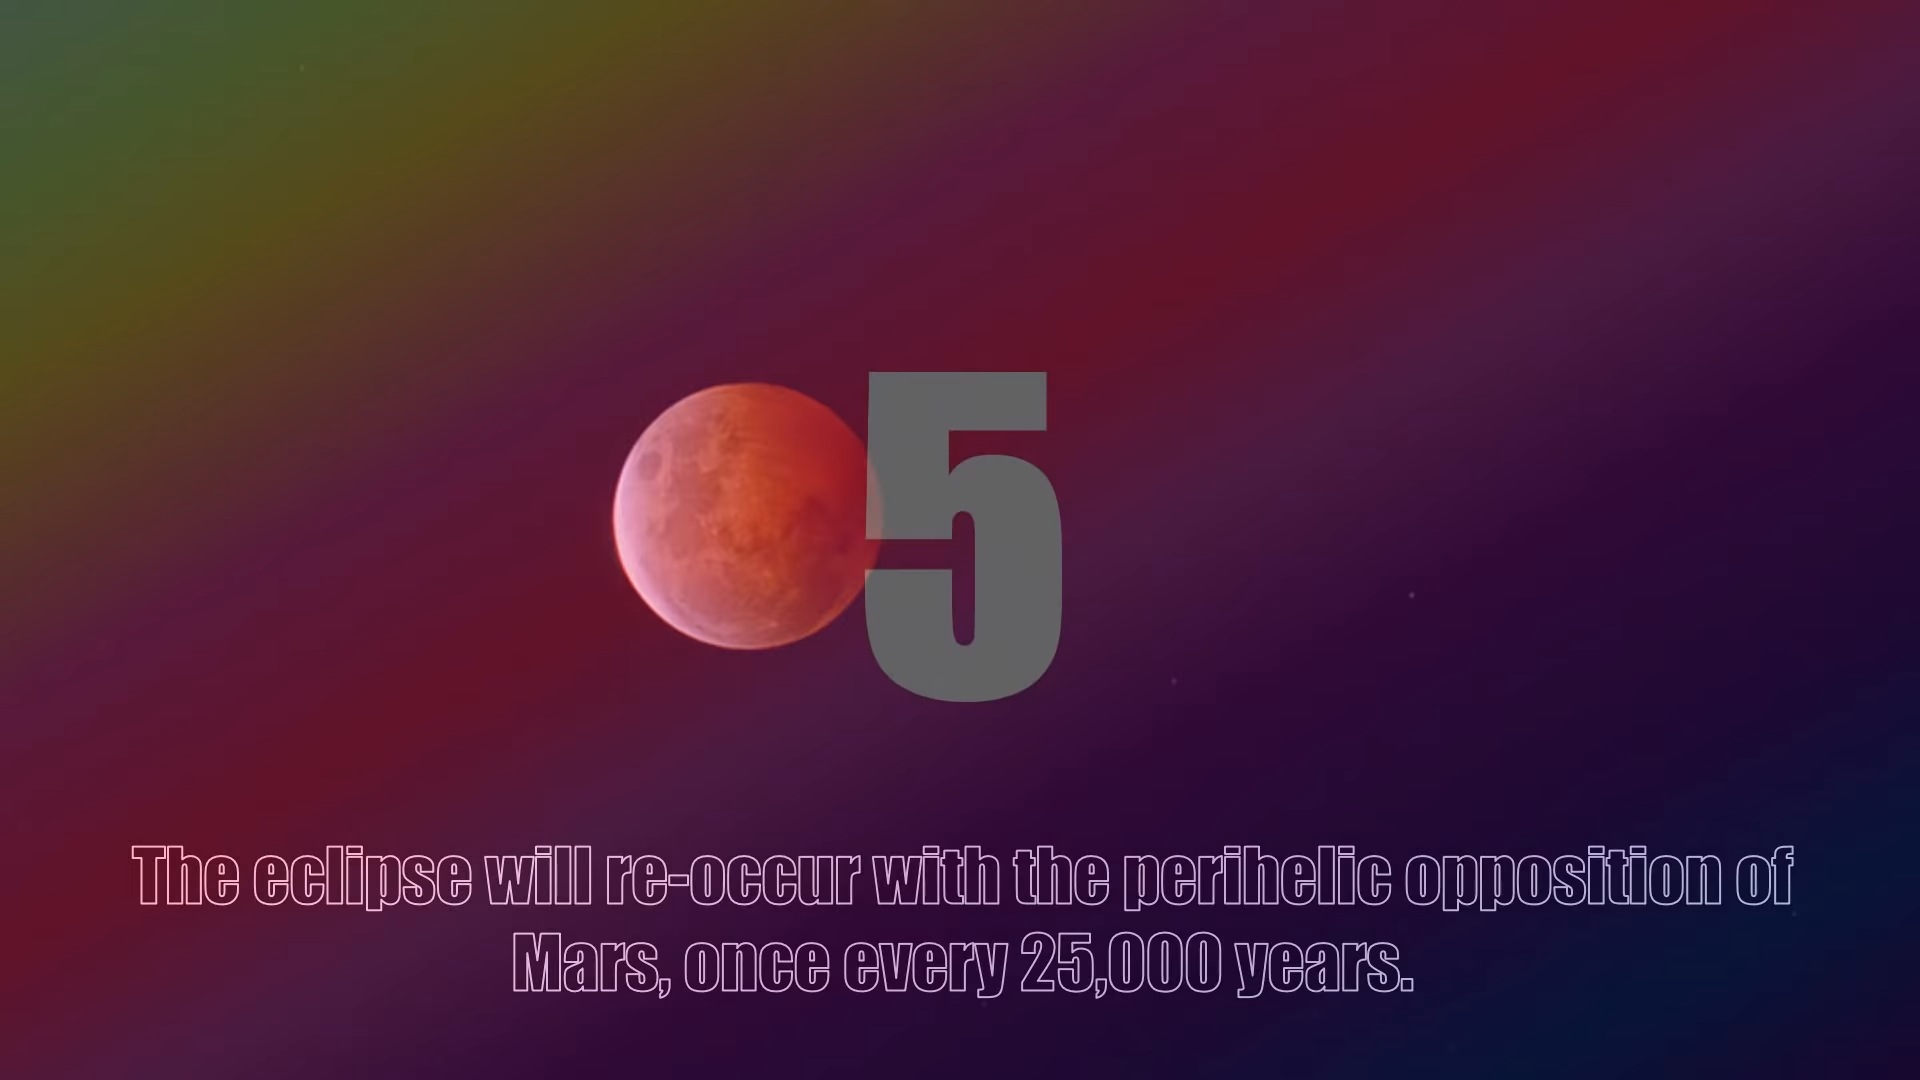 5
The eclipse will re-occur with the perihelic opposition of
Mars, once every 25,000 years.